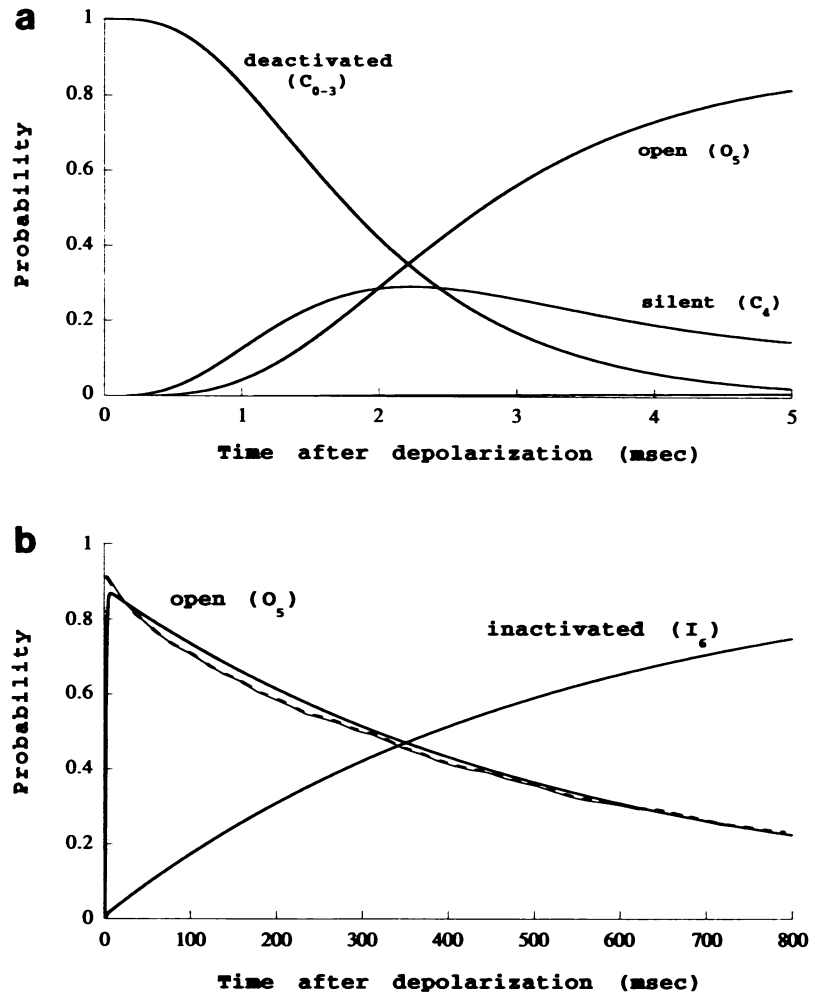 a
1
deactivated
(C0-3)
0.8
open (O5)
0.6
0.4
silent (C4)
0.2
0
0 1 2 3 4 5
Probability
Time after depolarization (msec)
b
1
open (O5)
0.8
inactivated (I6)
0.6
0.4
0.2
0
0 100 200 300 400 500 600 700 800
Probability
Time after depolarization (msec)